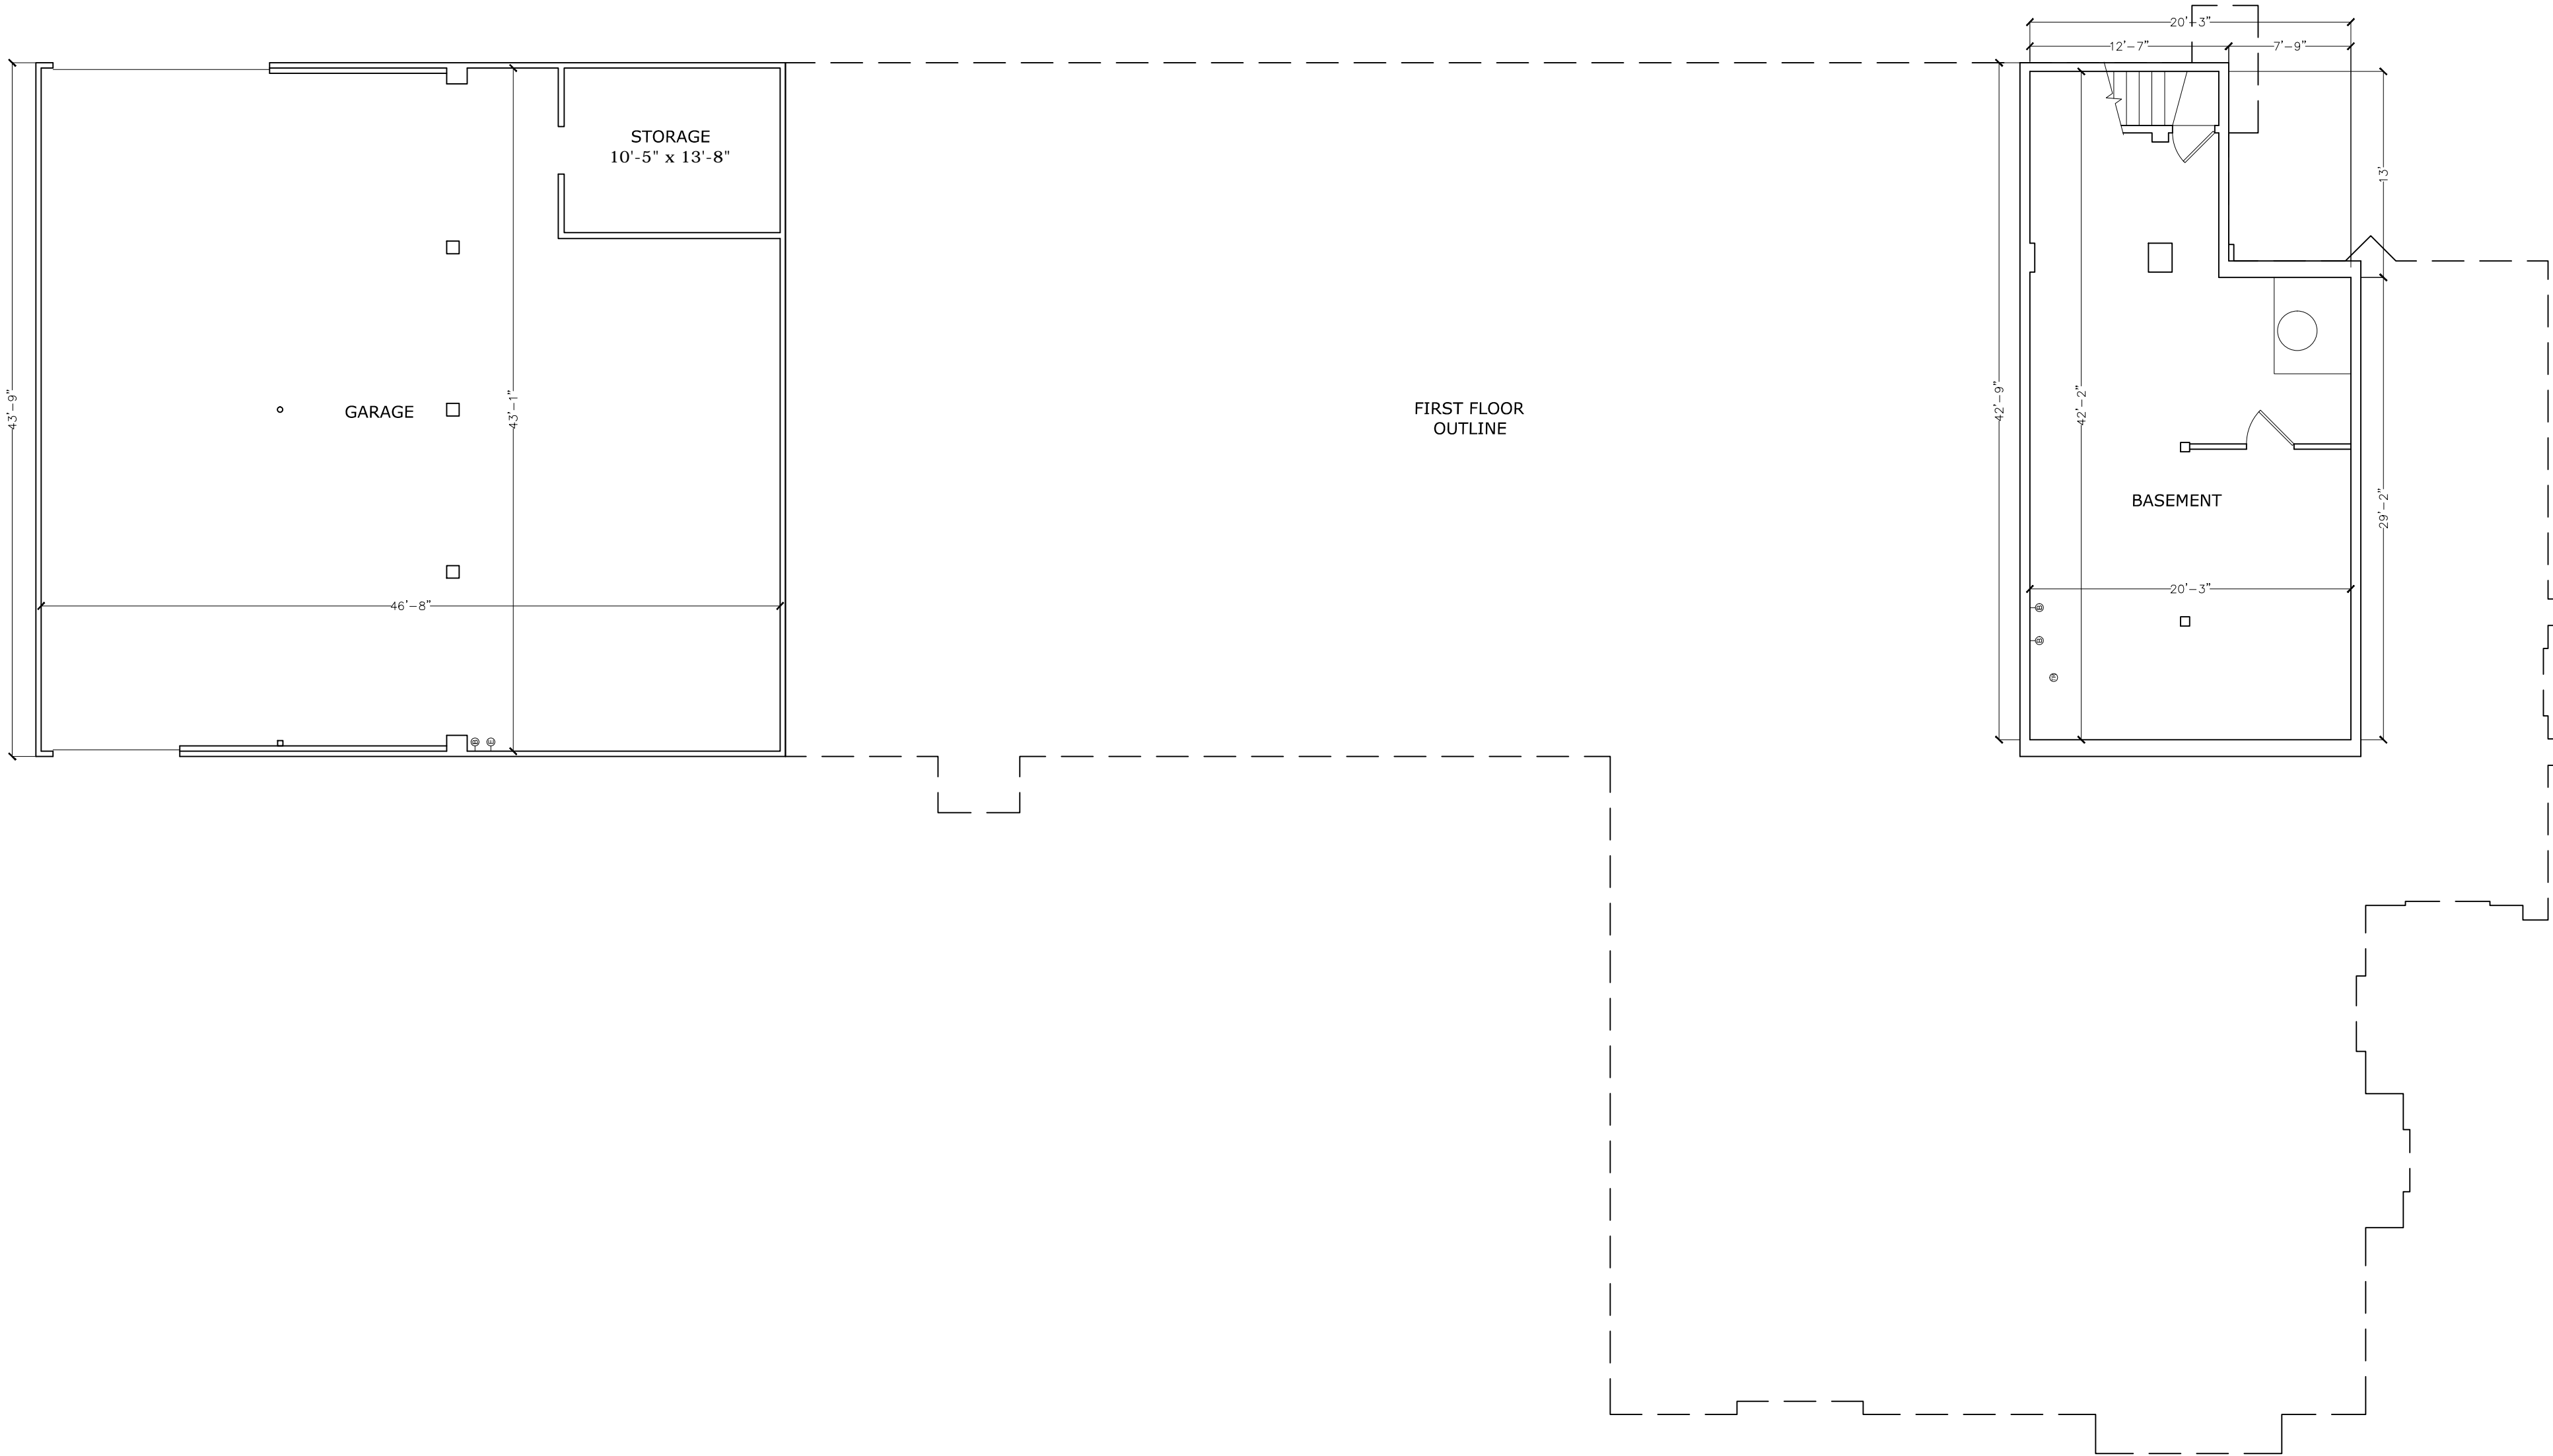 20'-3"
12'-7"
7'-9"
STORAGE
10'-5" x 13'-8"
13'
43'-9"
GARAGE
43'-1"
FIRST FLOOR
OUTLINE
42'-9"
42'-2"
BASEMENT
29'-2"
46'-8"
20'-3"